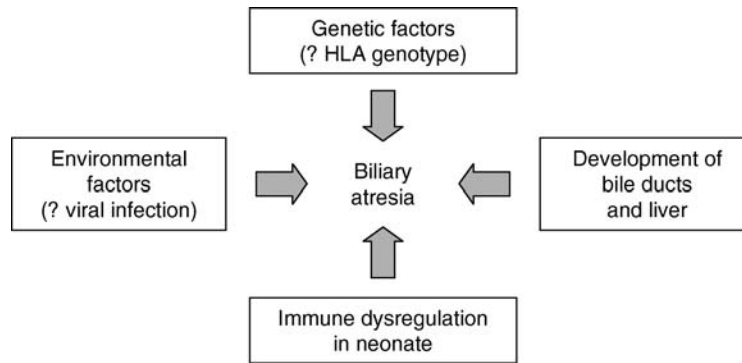 Genetic factors
(? HLA genotype)
Environmental
factors
(? viral infection)
Biliary
atresia
Development of
bile ducts
and liver
Immune dysregulation
in neonate